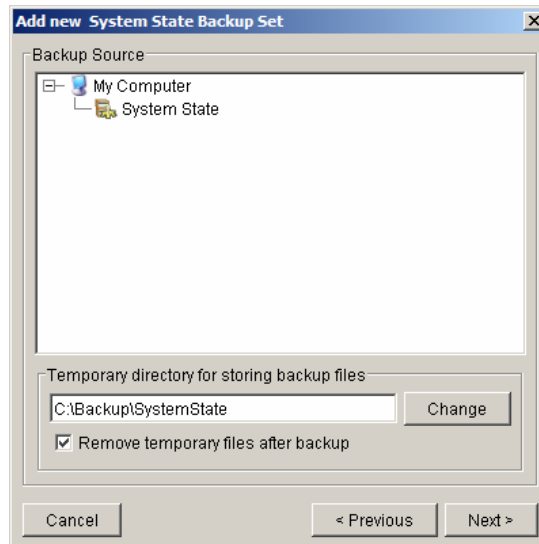 Add new System State Backup Set
Backup Source
My Computer
System State
Temporary directory for storing backup files
C:\Backup\SystemState
Change
Remove temporary files after backup
Cancel
< Previous
Next >